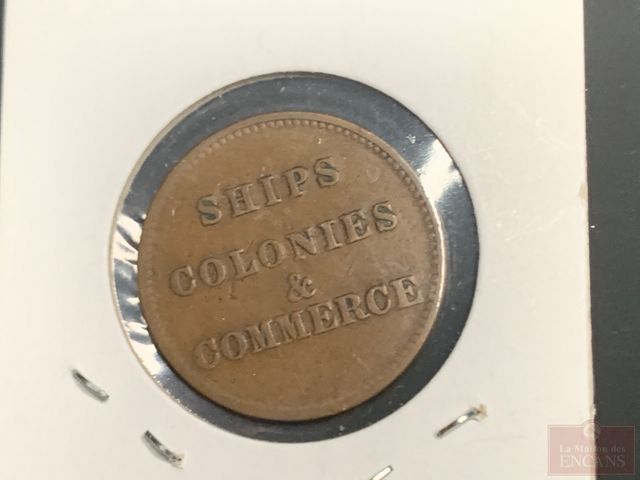 SHIPS
COLONIES
&
COMMERCE
La Maison des
ENCANS